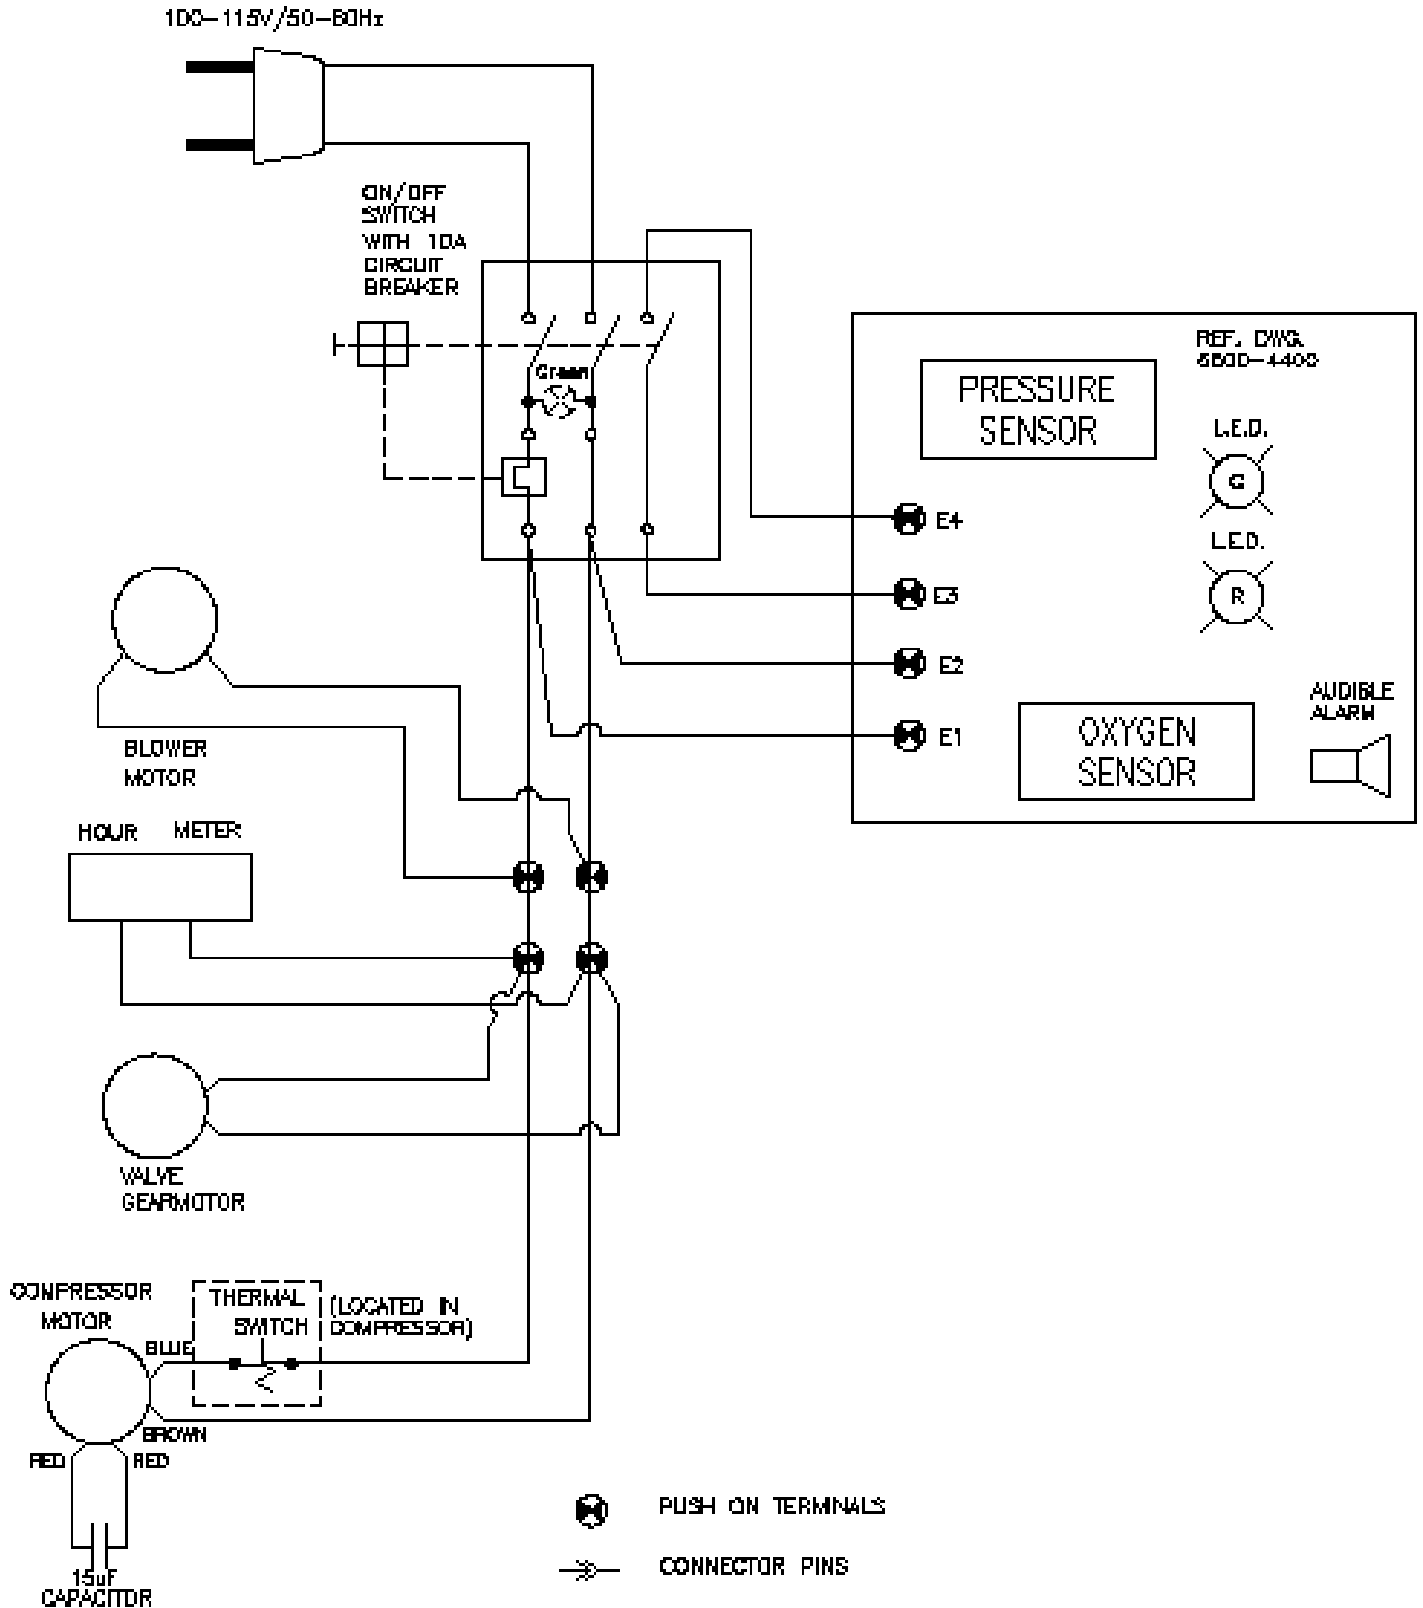 100-115V/50-60Hz
ON/OFF
SWITCH
WITH 10A
CIRCUIT
BREAKER
Green
REF. DWG.
PRESSURE
SENSOR
L.E.D.
G
L.E.D.
R
E4
E3
E2
E1
OXYGEN
SENSOR
AUDIBLE
ALARM
BLOWER
MOTOR
HOUR METER
VALVE
GEARMOTOR
COMPRESSOR
MOTOR
THERMAL
SWITCH
(LOCATED IN
COMPRESSOR)
BLUE
BROWN
RED
RED
15uF
CAPACITOR
PUSH ON TERMINALS
CONNECTOR PINS